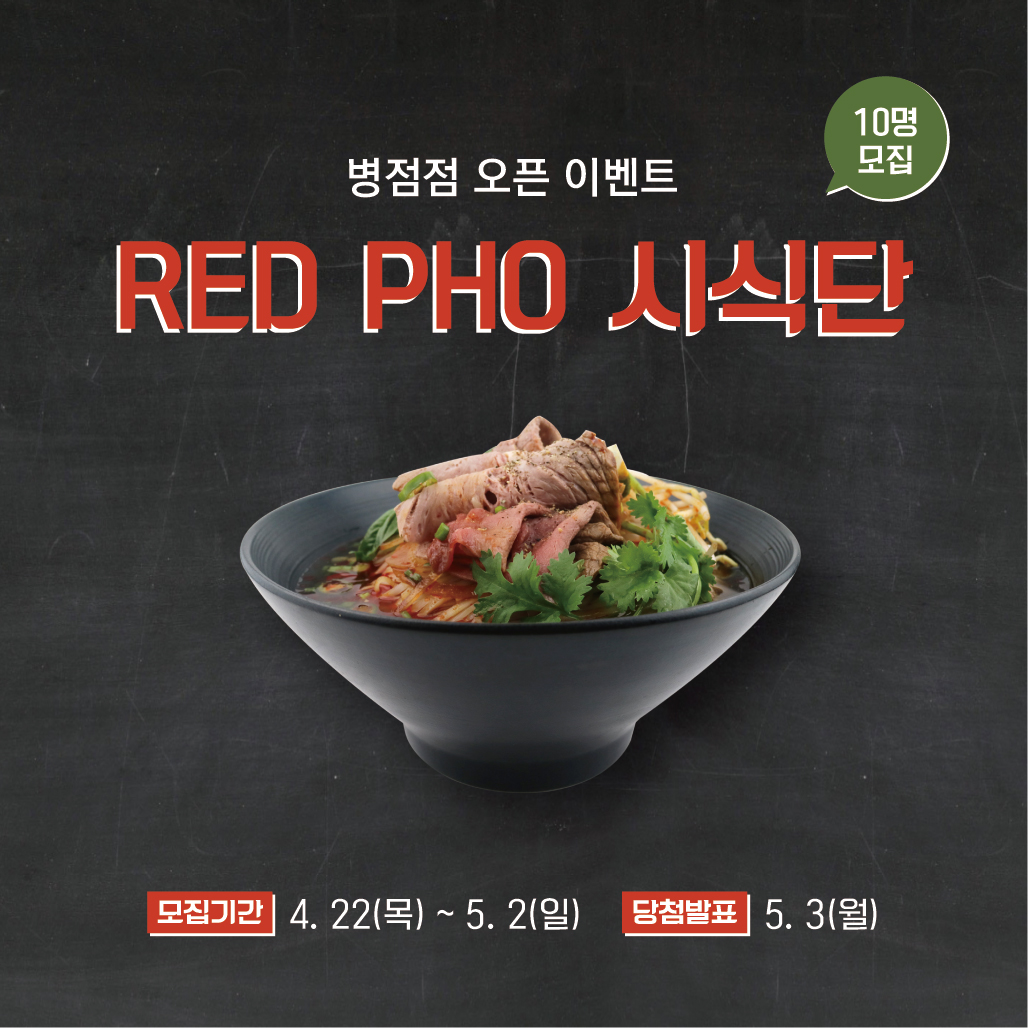 10명
모집
병점점 오픈 이벤트
RED PHO 시식단
모집기간 4. 22(목) ~ 5. 2(일) 당첨발표 5. 3(월)